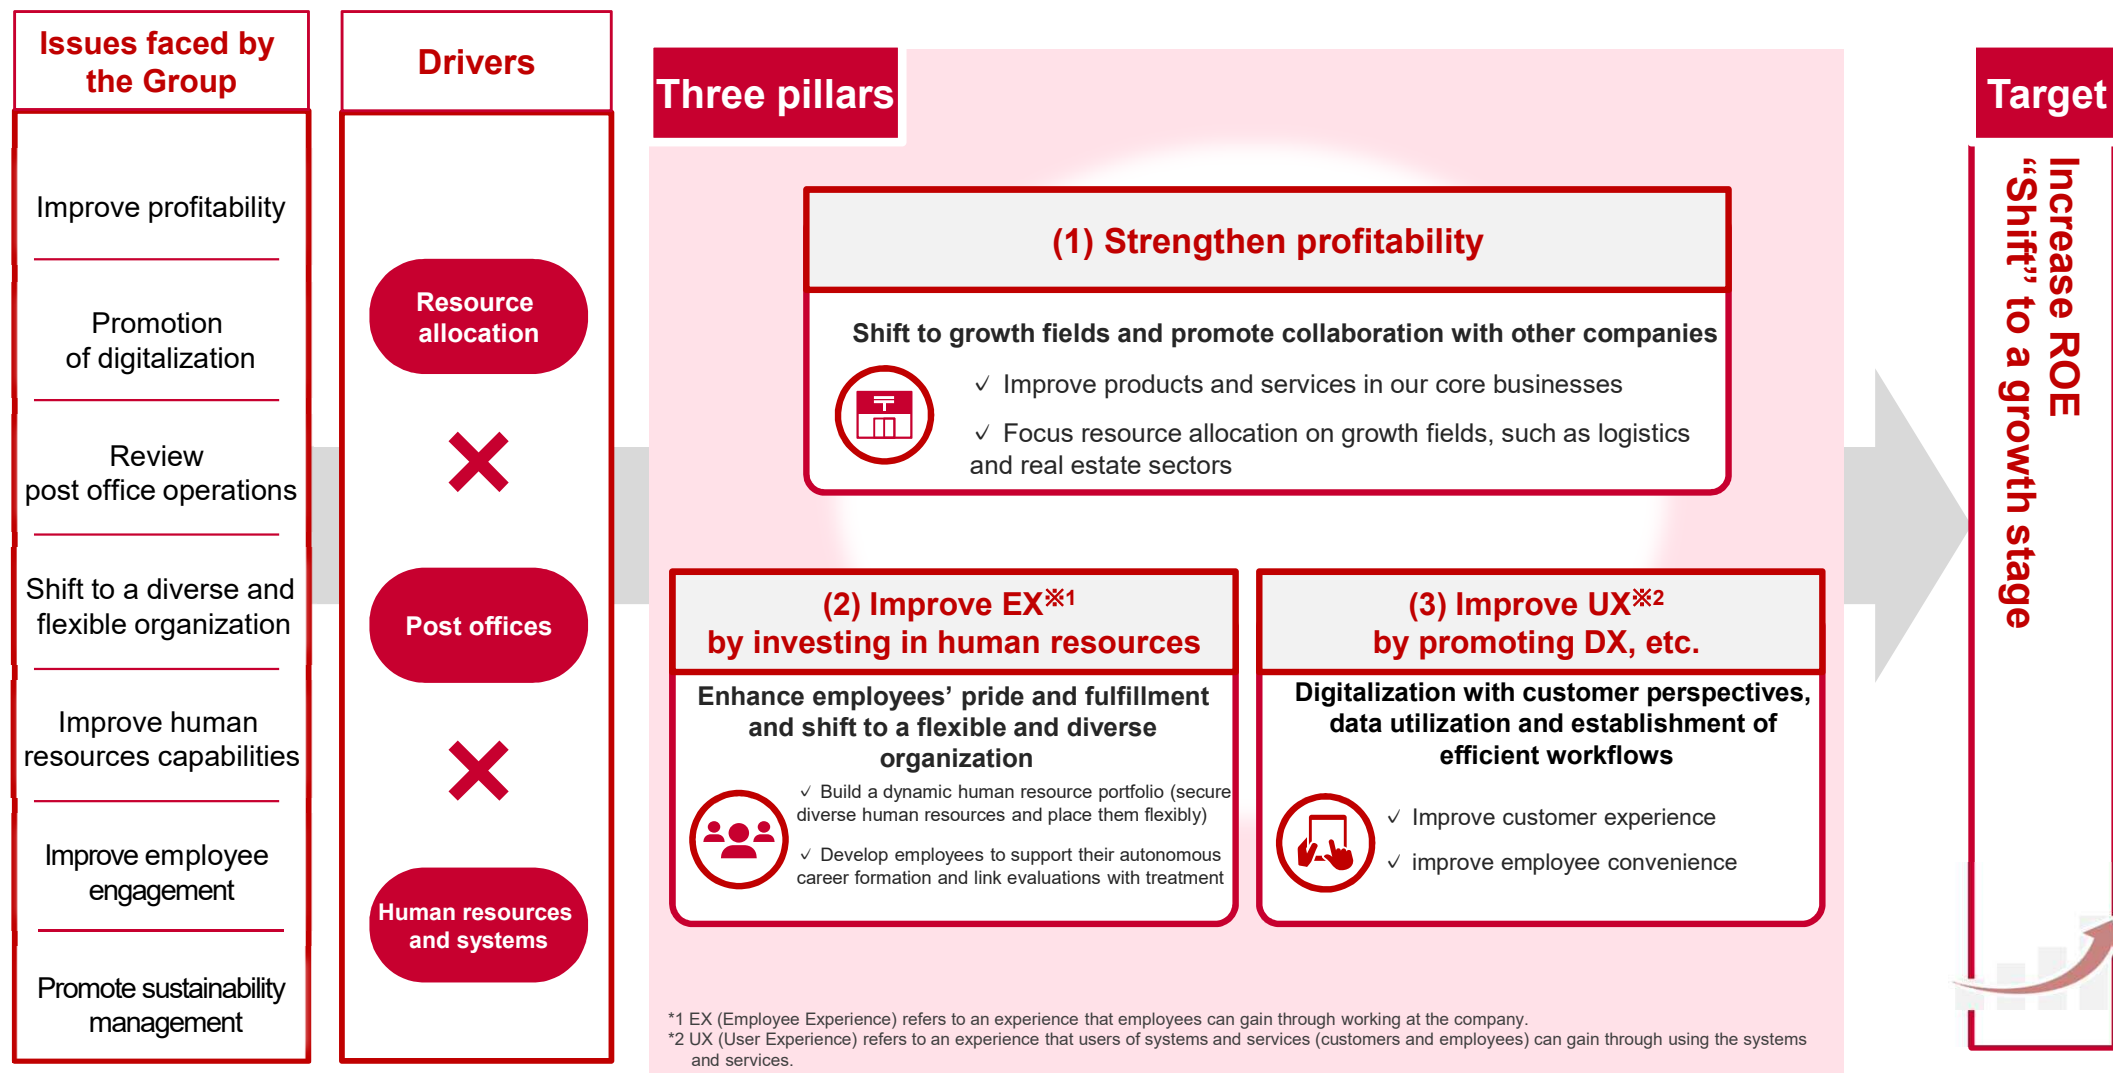 Issues faced by
the Group
Improve profitability
Promotion
of digitalization
Review
post office operations
Shift to a diverse and
flexible organization
Improve human
resources capabilities
Improve employee
engagement
Promote sustainability
management
Drivers
Resource
allocation
Post offices
Human resources
and systems
Three pillars
(1) Strengthen profitability
Shift to growth fields and promote collaboration with other companies
✓ Improve products and services in our core businesses
✓ Focus resource allocation on growth fields, such as logistics
and real estate sectors
(2) Improve EX※1
by investing in human resources
Enhance employees’ pride and fulfillment
and shift to a flexible and diverse
organization
✓ Build a dynamic human resource portfolio (secure
diverse human resources and place them flexibly)
✓ Develop employees to support their autonomous
career formation and link evaluations with treatment
(3) Improve UX※2
by promoting DX, etc.
Digitalization with customer perspectives,
data utilization and establishment of
efficient workflows
✓ Improve customer experience
✓ improve employee convenience
*1 EX (Employee Experience) refers to an experience that employees can gain through working at the company.
*2 UX (User Experience) refers to an experience that users of systems and services (customers and employees) can gain through using the systems
and services.
Target
Increase ROE
“Shift” to a growth stage